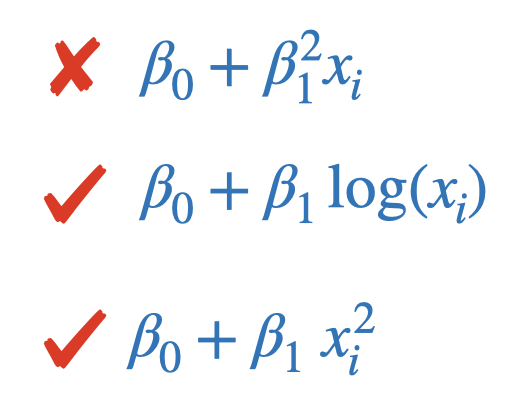 ✘ β₀ + β₁²xᵢ
✓ β₀ + β₁ log(xᵢ)
✓ β₀ + β₁ xᵢ²